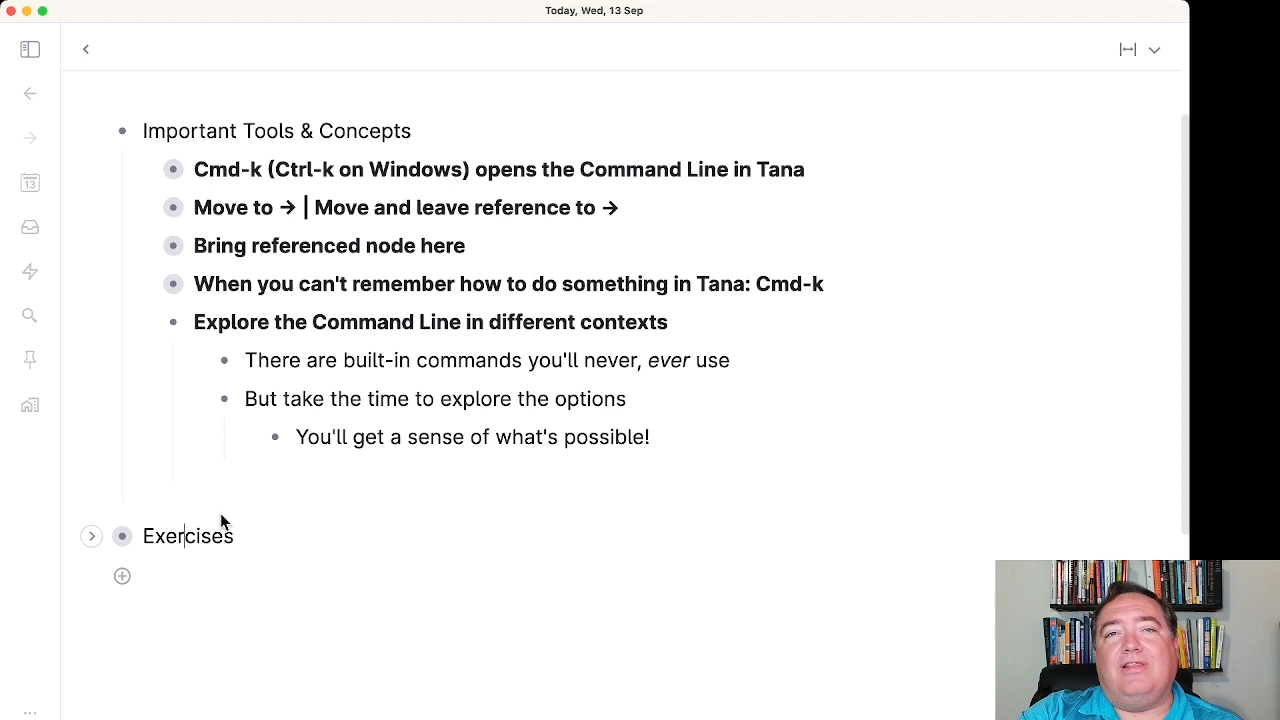 Today, Wed, 13 Sep
13
Important Tools & Concepts
Cmd-k (Ctrl-k on Windows) opens the Command Line in Tana
Move to → | Move and leave reference to →
Bring referenced node here
When you can't remember how to do something in Tana: Cmd-k
Explore the Command Line in different contexts
There are built-in commands you'll never, ever use
But take the time to explore the options
You'll get a sense of what's possible!
Exercises